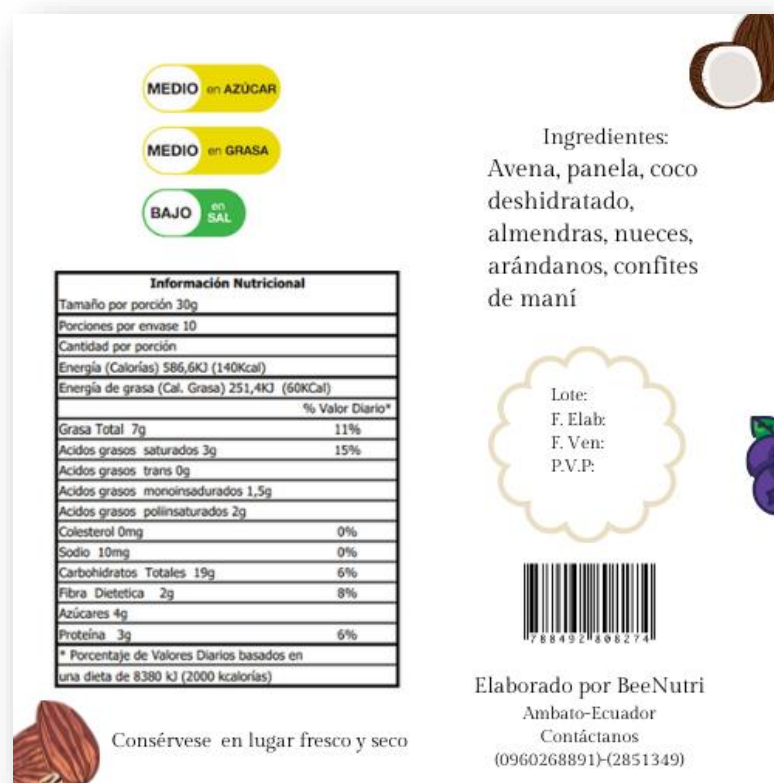 MEDIO en AZÚCAR
MEDIO en GRASA
BAJO en SAL
Información Nutricional
Tamaño por porción 30g
Porciones por envase 10
Cantidad por porción
Energía (Calorías) 586,6KJ (140Kcal)
Energía de grasa (Cal. Grasa) 251,4KJ (60KCal)
% Valor Diario*
Grasa Total 7g 11%
Acidos grasos saturados 3g 15%
Acidos grasos trans 0g
Acidos grasos monoinsadurados 1,5g
Acidos grasos poliinsaturados 2g
Colesterol 0mg 0%
Sodio 10mg 0%
Carbohidratos Totales 19g 6%
Fibra Dietetica 2g 8%
Azúcares 4g
Proteína 3g 6%
* Porcentaje de Valores Diarios basados en
una dieta de 8380 kJ (2000 kcalorías)
Consérvese en lugar fresco y seco
Ingredientes:
Avena, panela, coco
deshidratado,
almendras, nueces,
arándanos, confites
de maní
Lote:
F. Elab:
F. Ven:
P.V.P:
788492808274
Elaborado por BeeNutri
Ambato-Ecuador
Contáctanos
(0960268891)-(2851349)